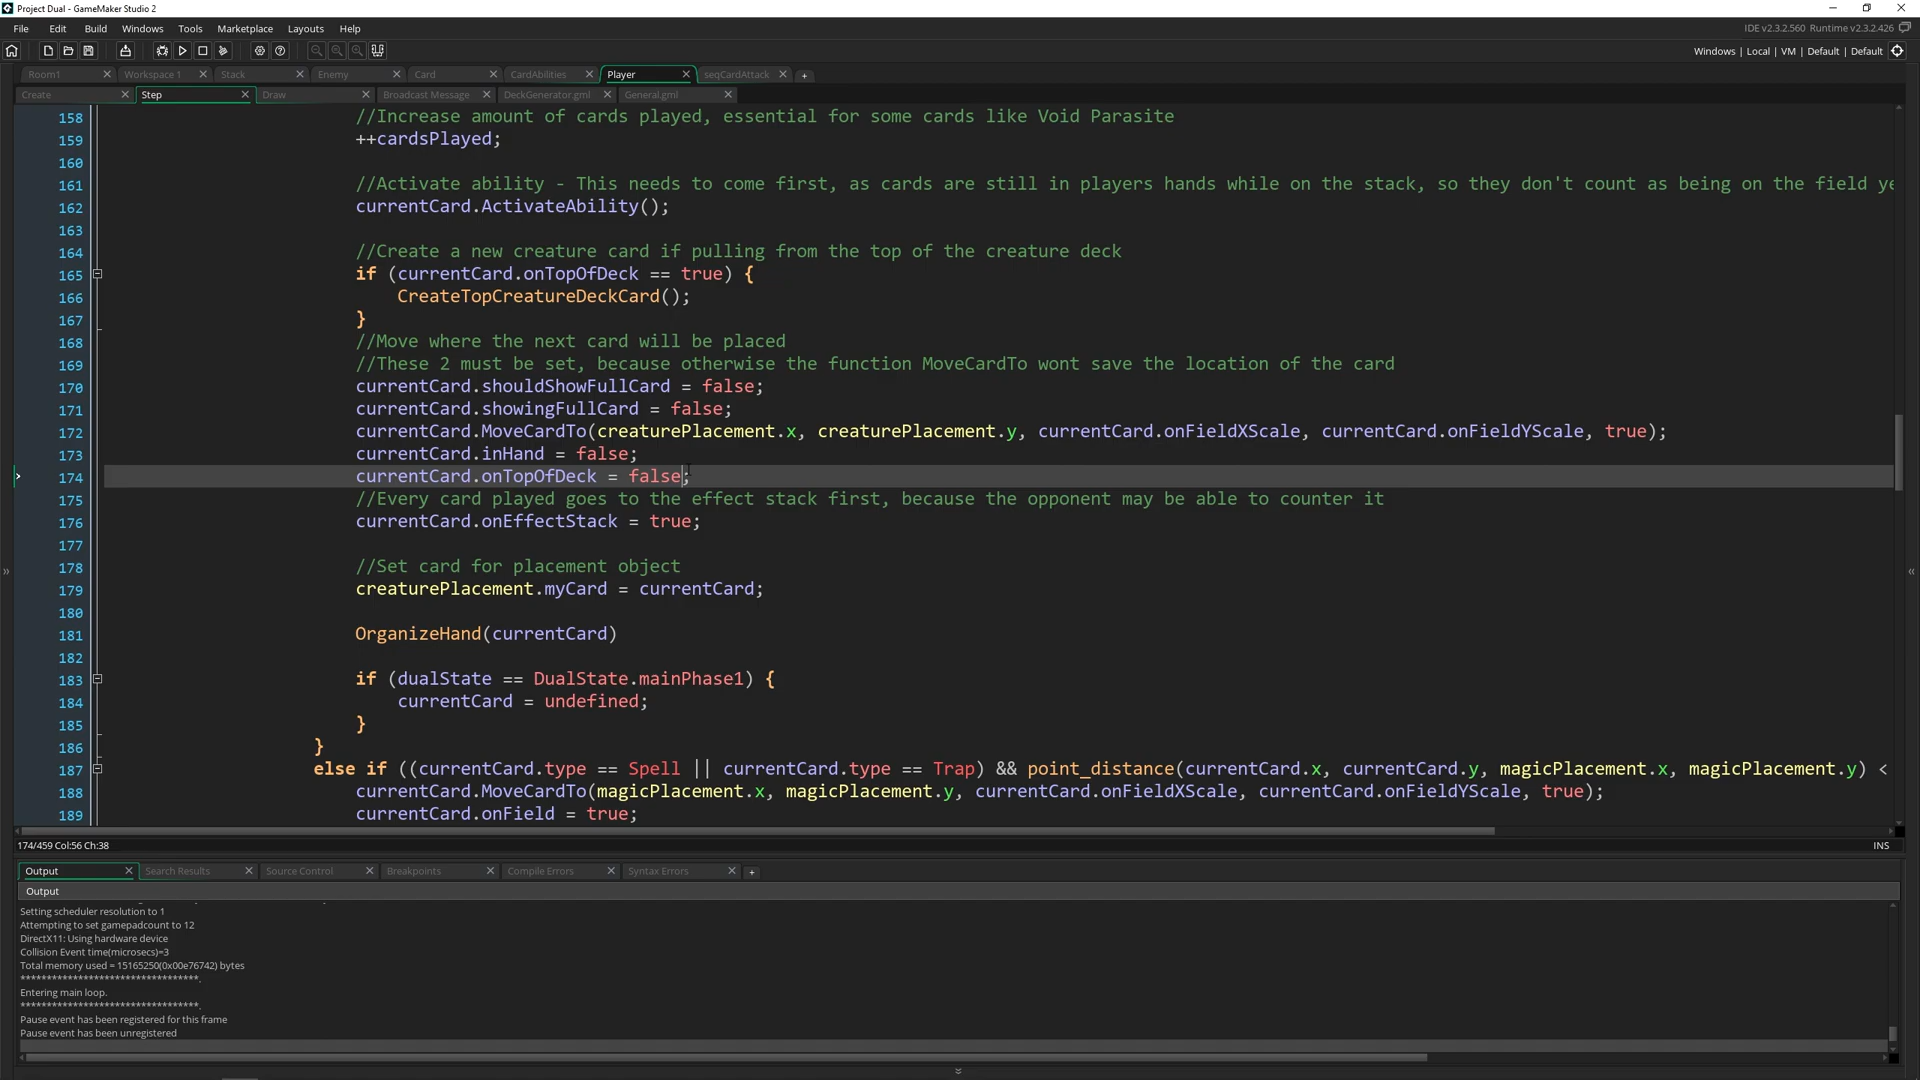 Project Dual - GameMaker Studio 2
File Edit Build Windows Tools Marketplace Layouts Help
IDE v2.3.2.560 Runtime v2.3.2.426
Windows | Local | VM | Default | Default
Room1 Workspace 1 Stack Enemy Card CardAbilities Player seqCardAttack
Create Step Draw Broadcast Message DeckGenerator.gml General.gml
158 //Increase amount of cards played, essential for some cards like Void Parasite
159 ++cardsPlayed;
160
161 //Activate ability - This needs to come first, as cards are still in players hands while on the stack, so they don't count as being on the field ye
162 currentCard.ActivateAbility();
163
164 //Create a new creature card if pulling from the top of the creature deck
165 if (currentCard.onTopOfDeck == true) {
166 CreateTopCreatureDeckCard();
167 }
168 //Move where the next card will be placed
169 //These 2 must be set, because otherwise the function MoveCardTo wont save the location of the card
170 currentCard.shouldShowFullCard = false;
171 currentCard.showingFullCard = false;
172 currentCard.MoveCardTo(creaturePlacement.x, creaturePlacement.y, currentCard.onFieldXScale, currentCard.onFieldYScale, true);
173 currentCard.inHand = false;
174 currentCard.onTopOfDeck = false;
175 //Every card played goes to the effect stack first, because the opponent may be able to counter it
176 currentCard.onEffectStack = true;
177
178 //Set card for placement object
179 creaturePlacement.myCard = currentCard;
180
181 OrganizeHand(currentCard)
182
183 if (dualState == DualState.mainPhase1) {
184 currentCard = undefined;
185 }
186 }
187 else if ((currentCard.type == Spell || currentCard.type == Trap) && point_distance(currentCard.x, currentCard.y, magicPlacement.x, magicPlacement.y) <
188 currentCard.MoveCardTo(magicPlacement.x, magicPlacement.y, currentCard.onFieldXScale, currentCard.onFieldYScale, true);
189 currentCard.onField = true;
174/459 Col:56 Ch:38 INS
Output Search Results Source Control Breakpoints Compile Errors Syntax Errors
Output
Setting scheduler resolution to 1
Attempting to set gamepadcount to 12
DirectX11: Using hardware device
Collision Event time(microsecs)=3
Total memory used = 15165250(0x00e76742) bytes
**********************************.
Entering main loop.
**********************************.
Pause event has been registered for this frame
Pause event has been unregistered